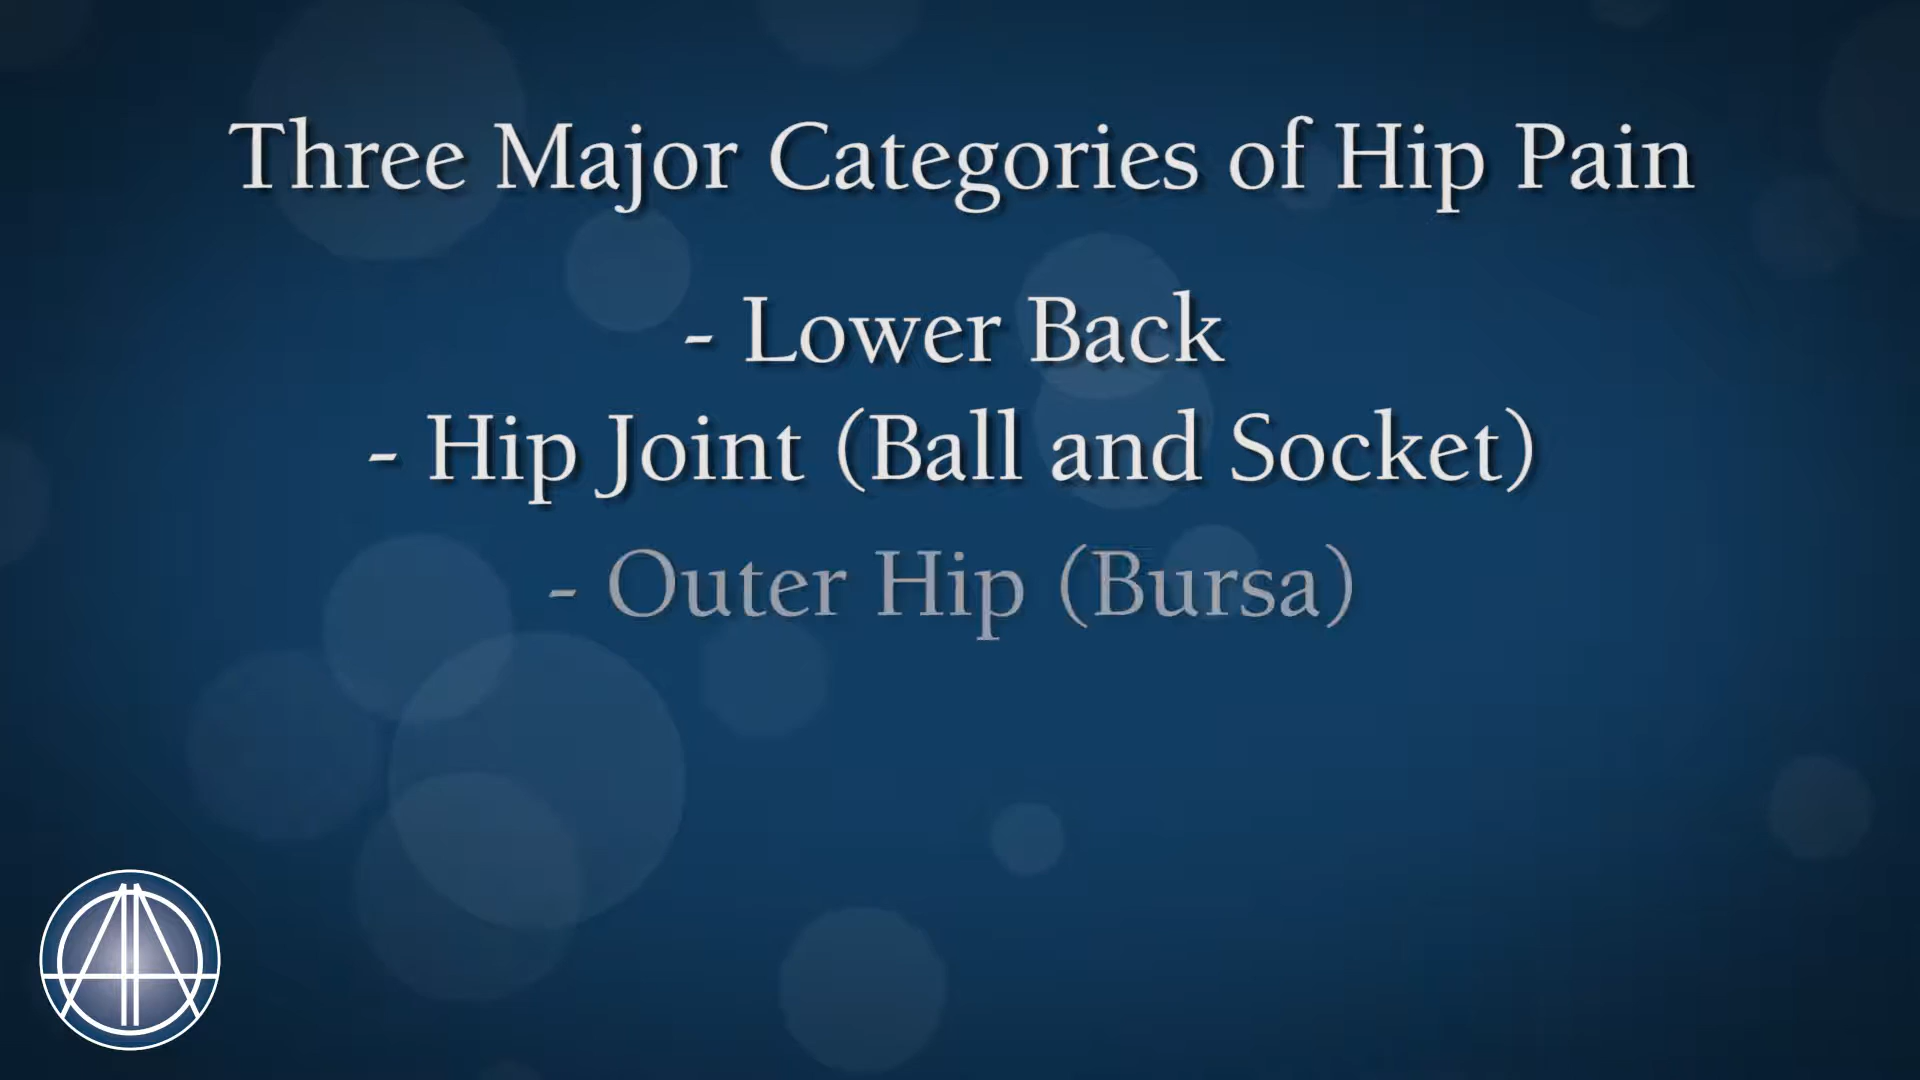 Three Major Categories of Hip Pain
- Lower Back
- Hip Joint (Ball and Socket)
- Outer Hip (Bursa)